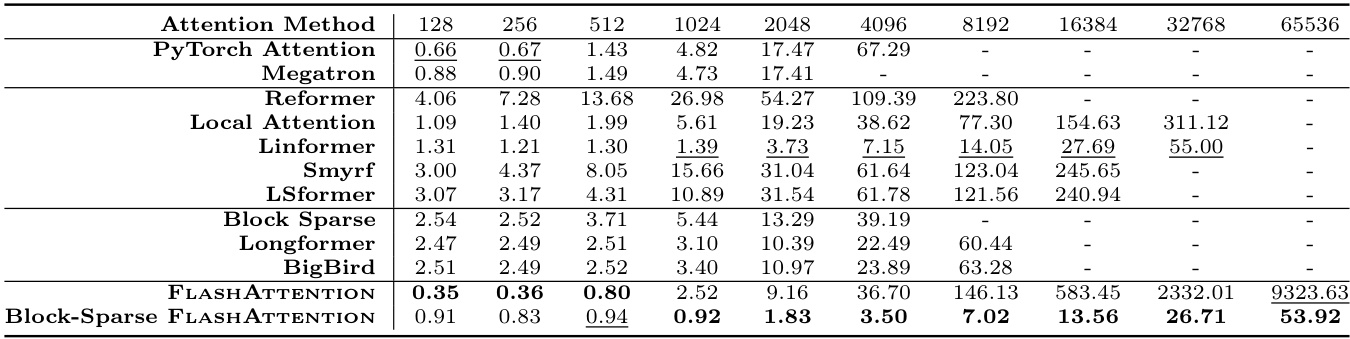 Attention Method 128 256 512 1024 2048 4096 8192 16384 32768 65536
PyTorch Attention 0.66 0.67 1.43 4.82 17.47 67.29 - - - -
Megatron 0.88 0.90 1.49 4.73 17.41 - - - - -
Reformer 4.06 7.28 13.68 26.98 54.27 109.39 223.80 - - -
Local Attention 1.09 1.40 1.99 5.61 19.23 38.62 77.30 154.63 311.12 -
Linformer 1.31 1.21 1.30 1.39 3.73 7.15 14.05 27.69 55.00 -
Smyrf 3.00 4.37 8.05 15.66 31.04 61.64 123.04 245.65 - -
LSformer 3.07 3.17 4.31 10.89 31.54 61.78 121.56 240.94 - -
Block Sparse 2.54 2.52 3.71 5.44 13.29 39.19 - - - -
Longformer 2.47 2.49 2.51 3.10 10.39 22.49 60.44 - - -
BigBird 2.51 2.49 2.52 3.40 10.97 23.89 63.28 - - -
FlashAttention 0.35 0.36 0.80 2.52 9.16 36.70 146.13 583.45 2332.01 9323.63
Block-Sparse FlashAttention 0.91 0.83 0.94 0.92 1.83 3.50 7.02 13.56 26.71 53.92